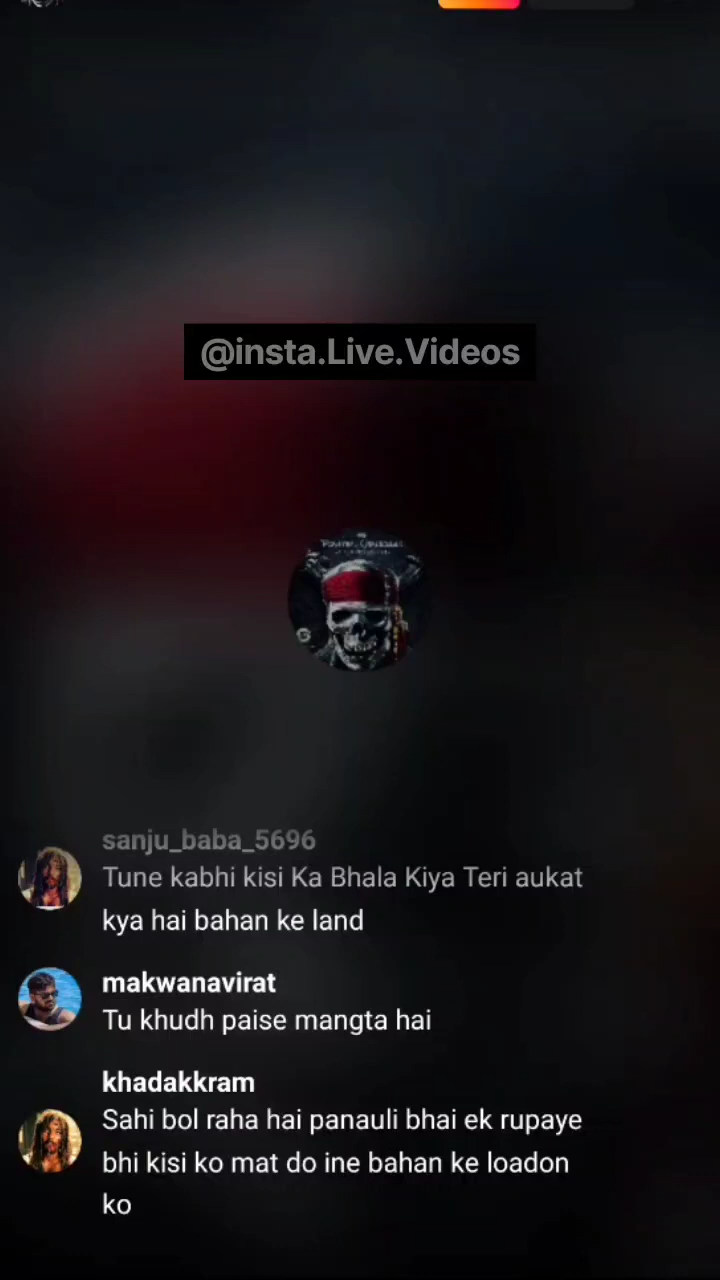 @insta.Live.Videos
sanju_baba_5696
Tune kabhi kisi Ka Bhala Kiya Teri aukat
kya hai bahan ke land
makwanavirat
Tu khudh paise mangta hai
khadakkram
Sahi bol raha hai panauli bhai ek rupaye
bhi kisi ko mat do ine bahan ke loadon
ko